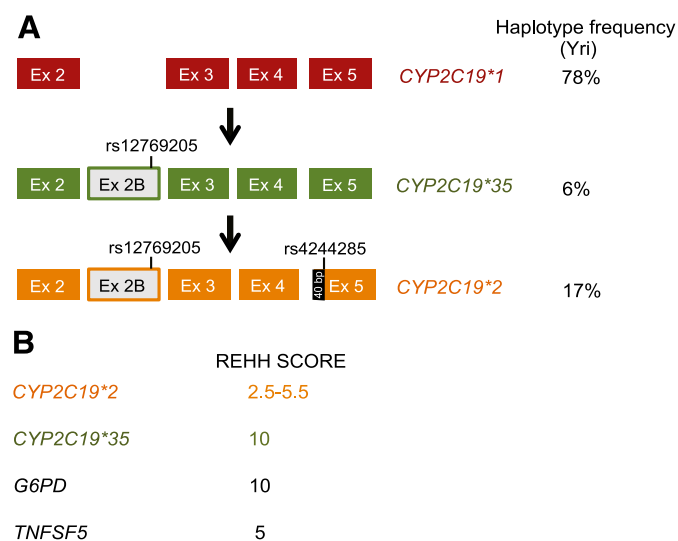 A
Haplotype frequency
(Yri)
Ex 2 Ex 3 Ex 4 Ex 5 CYP2C19*1 78%
rs12769205
Ex 2 Ex 2B Ex 3 Ex 4 Ex 5 CYP2C19*35 6%
rs12769205 rs4244285
Ex 2 Ex 2B Ex 3 Ex 4 40 bp Ex 5 CYP2C19*2 17%
B
REHH SCORE
CYP2C19*2 2.5-5.5
CYP2C19*35 10
G6PD 10
TNFSF5 5